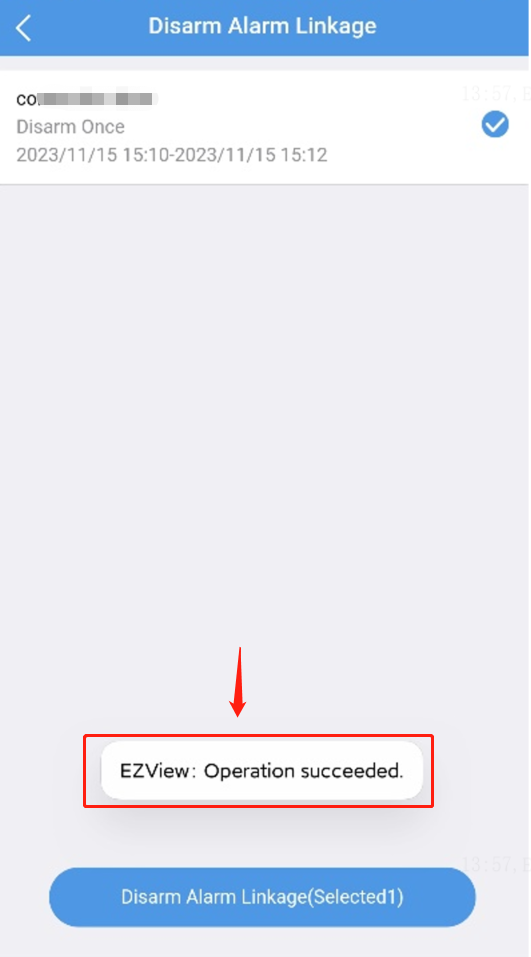 Disarm Alarm Linkage
co
Disarm Once
2023/11/15 15:10-2023/11/15 15:12
EZView: Operation succeeded.
Disarm Alarm Linkage(Selected1)